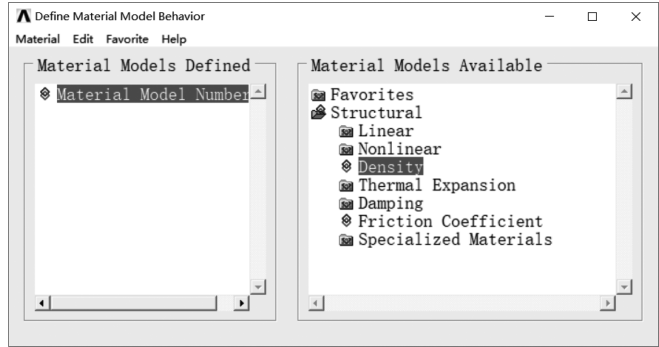 Define Material Model Behavior
Material Edit Favorite Help
Material Models Defined
Material Model Number
Material Models Available
Favorites
Structural
Linear
Nonlinear
Density
Thermal Expansion
Damping
Friction Coefficient
Specialized Materials